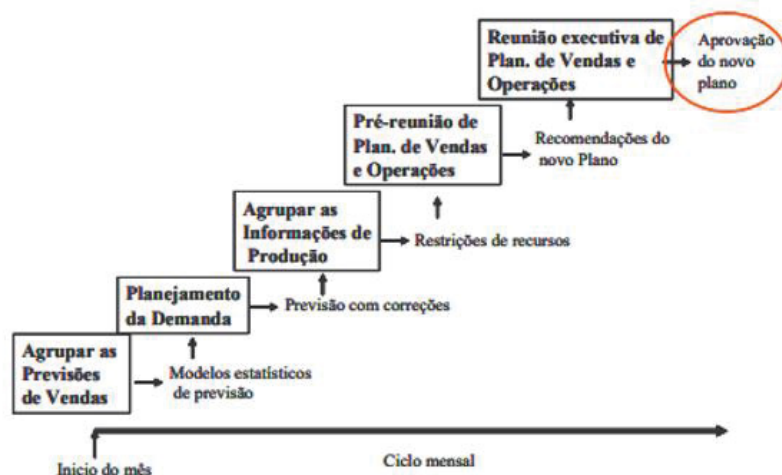 Reunião executiva de
Plan. de Vendas e
Operações
Aprovação
do novo
plano
Pré-reunião de
Plan. de Vendas
e Operações
Recomendações do
novo Plano
Agrupar as
Informações de
Produção
Restrições de recursos
Planejamento
da Demanda
Previsão com correções
Agrupar as
Previsões
de Vendas
Modelos estatísticos
de previsão
Inicio do mês
Ciclo mensal